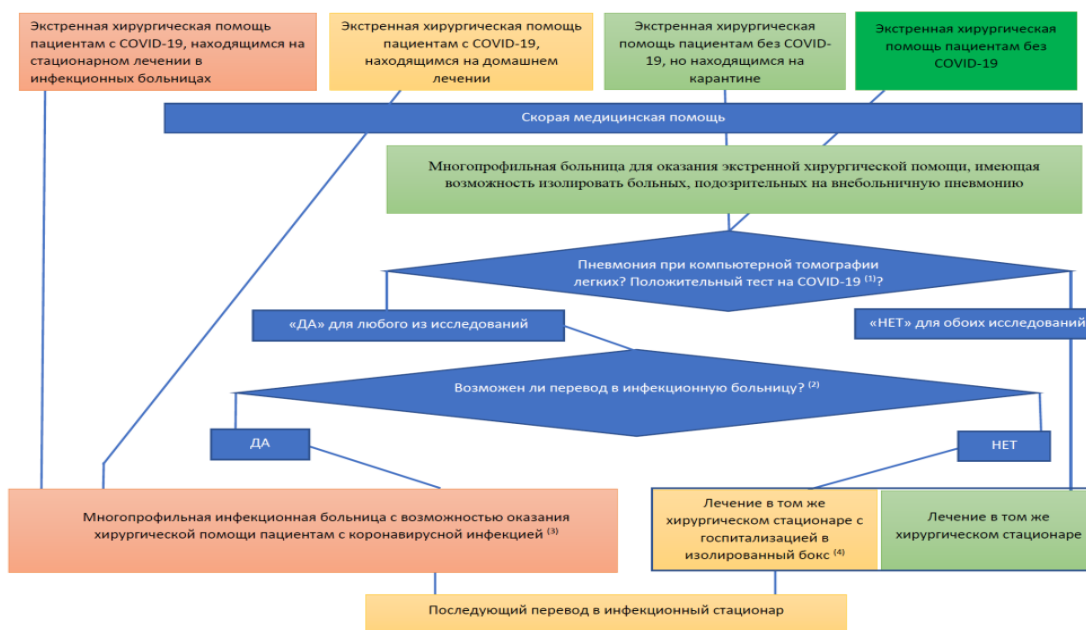 Экстренная хирургическая помощь
пациентам с COVID-19, находящимся на
стационарном лечении в
инфекционных больницах
Экстренная хирургическая помощь
пациентам с COVID-19,
находящимся на домашнем
лечении
Экстренная хирургическая
помощь пациентам без COVID-
19, но находящимся на
карантине
Экстренная хирургическая
помощь пациентам без
COVID-19
Скорая медицинская помощь
Многопрофильная больница для оказания экстренной хирургической помощи, имеющая
возможность изолировать больных, подозрительных на внебольничную пневмонию
Пневмония при компьютерной томографии
легких? Положительный тест на COVID-19 (1)?
«ДА» для любого из исследований
«НЕТ» для обоих исследований
Возможен ли перевод в инфекционную больницу? (2)
ДА
НЕТ
Многопрофильная инфекционная больница с возможностью оказания
хирургической помощи пациентам с коронавирусной инфекцией (3)
Лечение в том же
хирургическом стационаре с
госпитализацией в
изолированный бокс (4)
Лечение в том же
хирургическом стационаре
Последующий перевод в инфекционный стационар